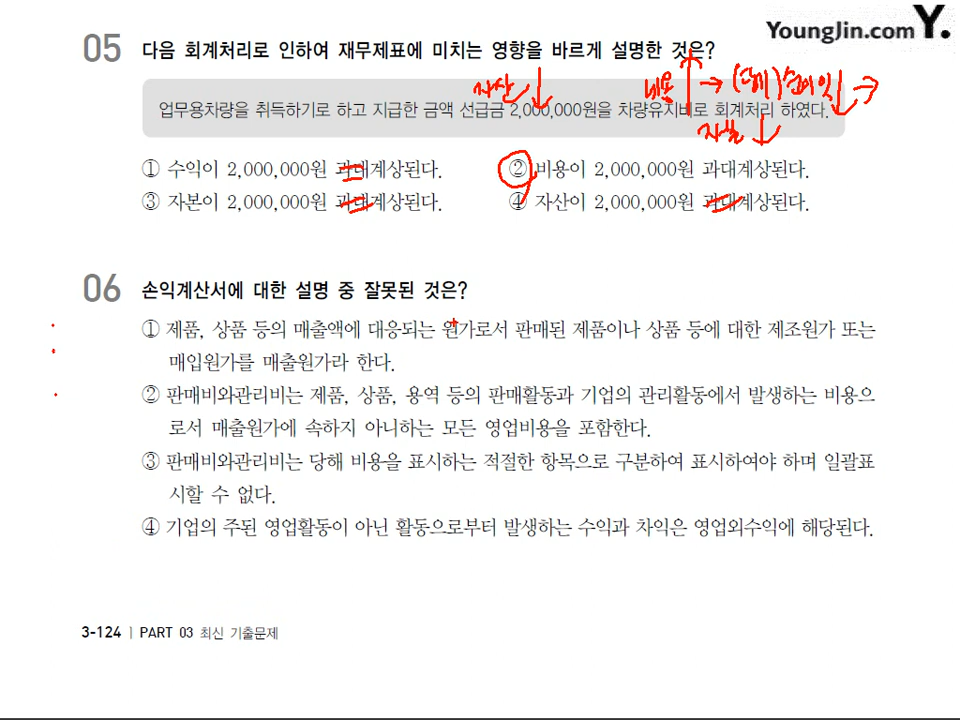 YoungJin.com Y.
05 다음 회계처리로 인하여 재무제표에 미치는 영향을 바르게 설명한 것은?
자산↓ 비용↑ → (당기)순이익↓ →
업무용차량을 취득하기로 하고 지급한 금액 선급금 2,000,000원을 차량유지비로 회계처리 하였다.
자본↓
① 수익이 2,000,000원 과대계상된다. ② 비용이 2,000,000원 과대계상된다.
③ 자본이 2,000,000원 과대계상된다. ④ 자산이 2,000,000원 과대계상된다.
06 손익계산서에 대한 설명 중 잘못된 것은?
① 제품, 상품 등의 매출액에 대응되는 원가로서 판매된 제품이나 상품 등에 대한 제조원가 또는
매입원가를 매출원가라 한다.
② 판매비와관리비는 제품, 상품, 용역 등의 판매활동과 기업의 관리활동에서 발생하는 비용으
로서 매출원가에 속하지 아니하는 모든 영업비용을 포함한다.
③ 판매비와관리비는 당해 비용을 표시하는 적절한 항목으로 구분하여 표시하여야 하며 일괄표
시할 수 없다.
④ 기업의 주된 영업활동이 아닌 활동으로부터 발생하는 수익과 차익은 영업외수익에 해당된다.
3-124 | PART 03 최신 기출문제